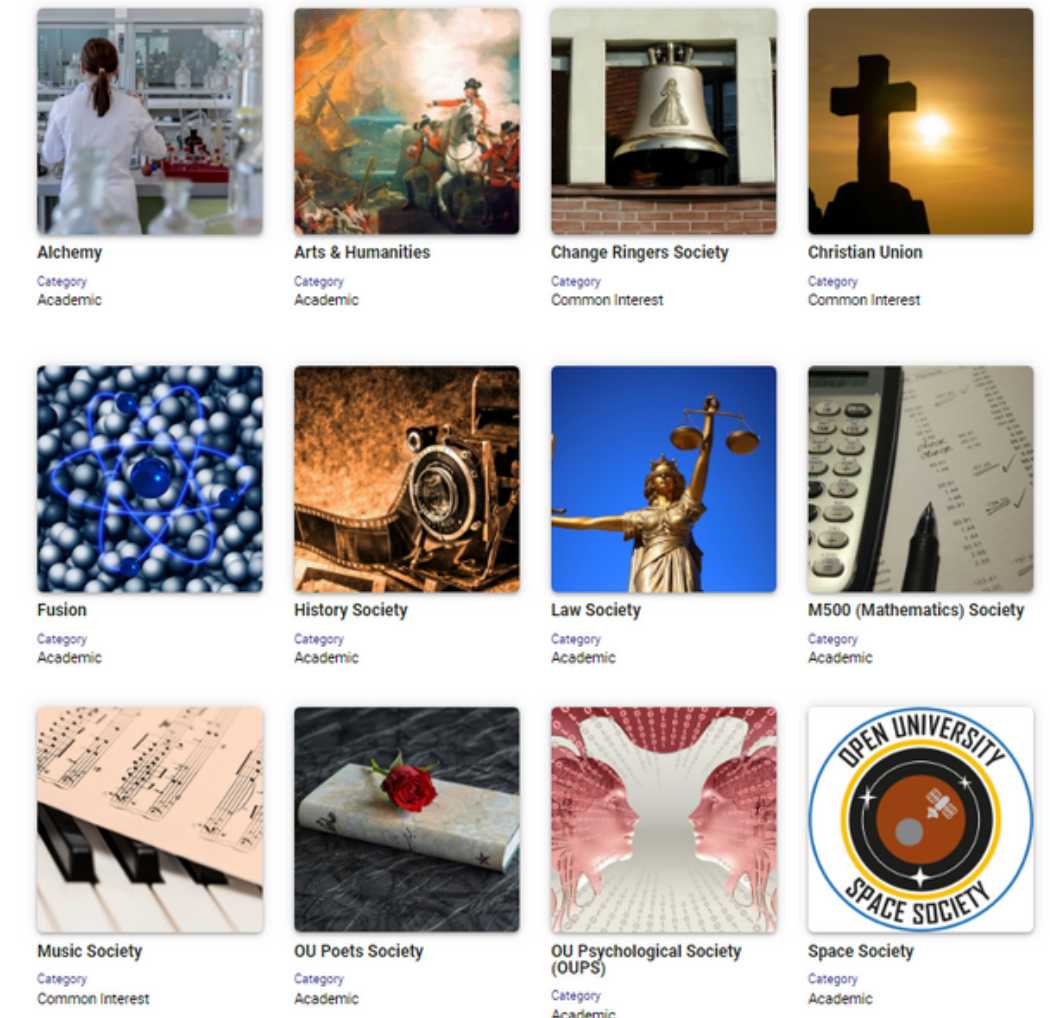 Alchemy
Category
Academic
Arts & Humanities
Category
Academic
Change Ringers Society
Category
Common Interest
Christian Union
Category
Common Interest
Fusion
Category
Academic
History Society
Category
Academic
Law Society
Category
Academic
M500 (Mathematics) Society
Category
Academic
Music Society
Category
Common Interest
OU Poets Society
Category
Academic
OU Psychological Society
(OUPS)
Category
Academic
OPEN UNIVERSITY
SPACE SOCIETY
Space Society
Category
Academic